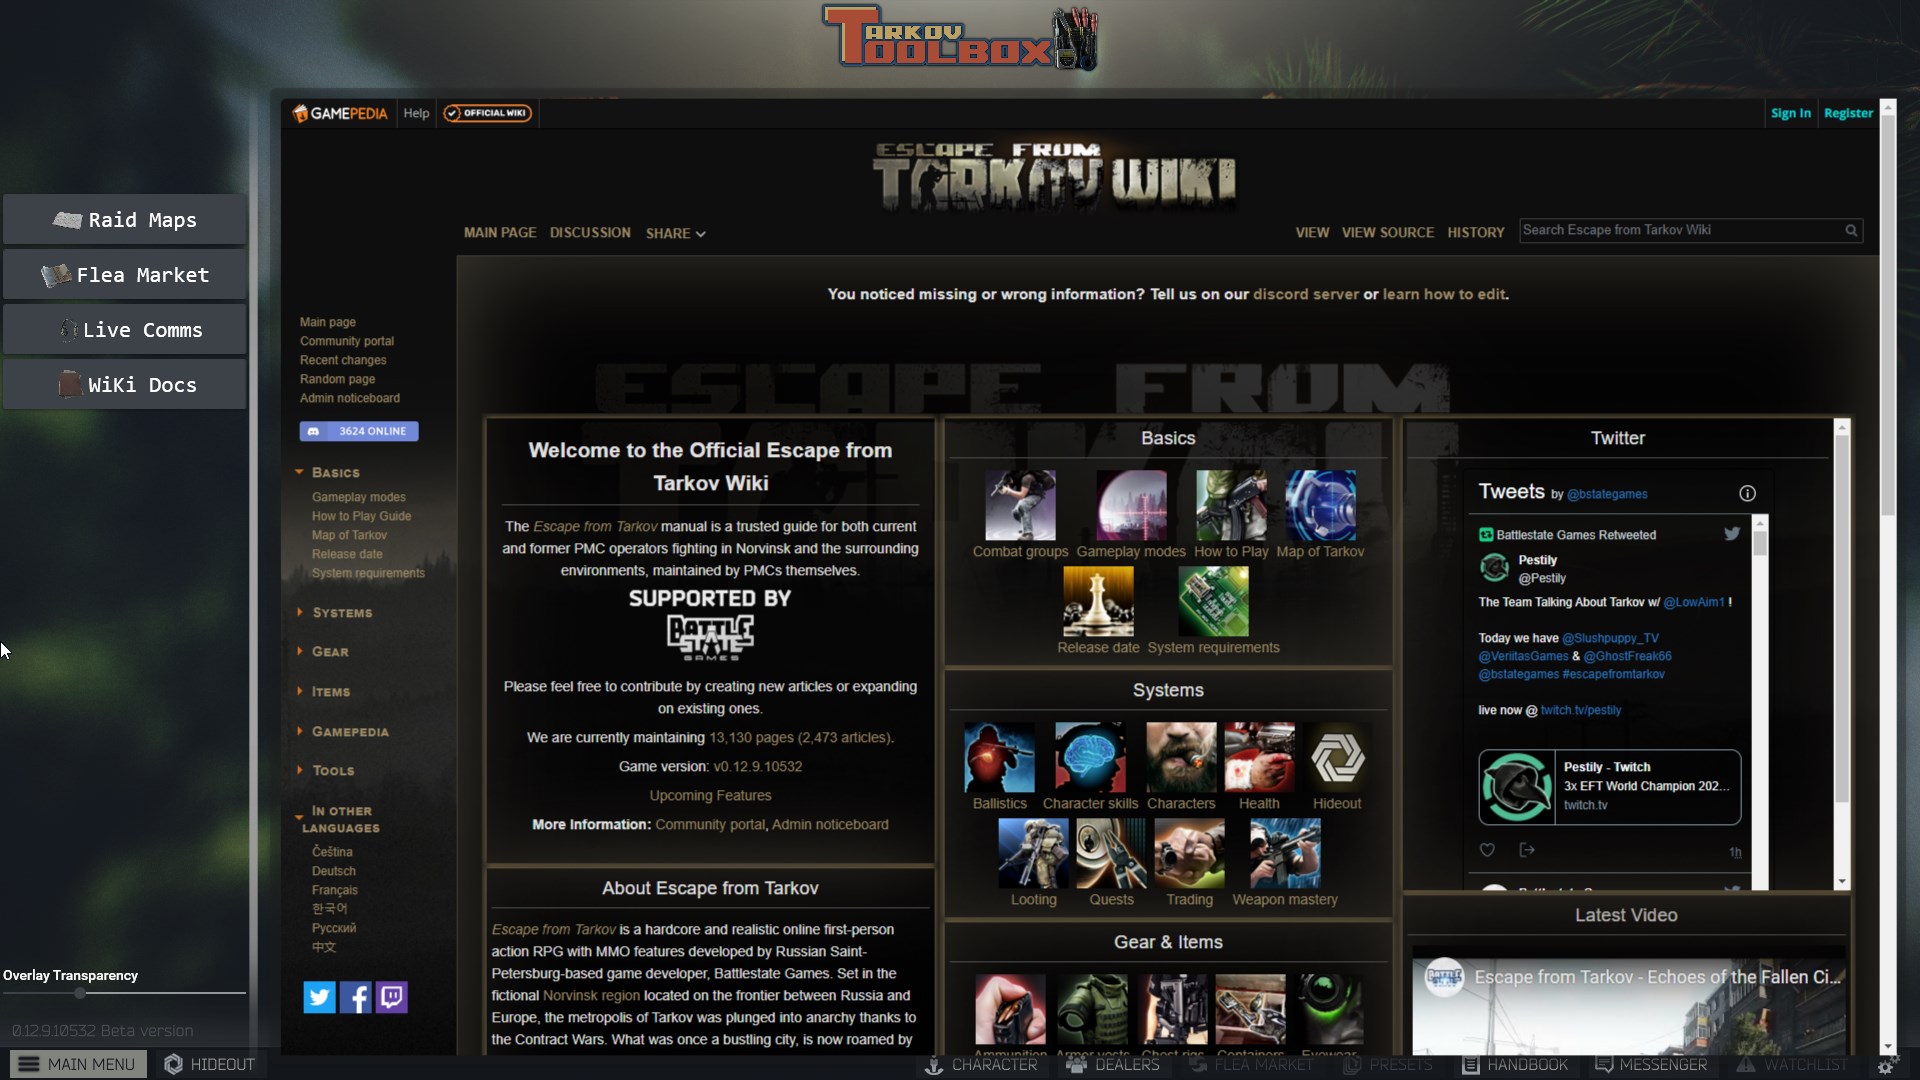 TARKOV TOOLBOX
GAMEPEDIA
Help
OFFICIAL WIKI
Sign In
Register
ESCAPE FROM
TARKOV WIKI
MAIN PAGE
DISCUSSION
SHARE
VIEW
VIEW SOURCE
HISTORY
Search Escape from Tarkov Wiki
Raid Maps
Flea Market
Live Comms
WiKi Docs
Overlay Transparency
0.12.9.10532 Beta version
Main page
Community portal
Recent changes
Random page
Admin noticeboard
3624 ONLINE
BASICS
Gameplay modes
How to Play Guide
Map of Tarkov
Release date
System requirements
SYSTEMS
GEAR
ITEMS
GAMEPEDIA
TOOLS
IN OTHER
LANGUAGES
Čeština
Deutsch
Français
한국어
Русский
中文
You noticed missing or wrong information? Tell us on our discord server or learn how to edit.
ESCAPE FROM
TARKOV
Welcome to the Official Escape from
Tarkov Wiki
The Escape from Tarkov manual is a trusted guide for both current
and former PMC operators fighting in Norvinsk and the surrounding
environments, maintained by PMCs themselves.
SUPPORTED BY
BATTLE
STATE
GAMES
Please feel free to contribute by creating new articles or expanding
on existing ones.
We are currently maintaining 13,130 pages (2,473 articles).
Game version: v0.12.9.10532
Upcoming Features
More Information: Community portal, Admin noticeboard
About Escape from Tarkov
Escape from Tarkov is a hardcore and realistic online first-person
action RPG with MMO features developed by Russian Saint-
Petersburg-based game developer, Battlestate Games. Set in the
fictional Norvinsk region located on the frontier between Russia and
Europe, the metropolis of Tarkov was plunged into anarchy thanks to
the Contract Wars. What was once a bustling city, is now roamed by
Basics
Combat groups
Gameplay modes
How to Play
Map of Tarkov
Release date
System requirements
Systems
Ballistics
Character skills
Characters
Health
Hideout
Looting
Quests
Trading
Weapon mastery
Gear & Items
Ammunition
Armor vests
Chest rigs
Containers
Eyewear
Twitter
Tweets by @bstategames
Battlestate Games Retweeted
Pestily
@Pestily
The Team Talking About Tarkov w/ @LowAim1 !
Today we have @Slushpuppy_TV
@VeriitasGames & @GhostFreak66
@bstategames #escapefromtarkov
live now @ twitch.tv/pestily
Pestily - Twitch
3x EFT World Champion 202...
twitch.tv
1h
Latest Video
Escape from Tarkov - Echoes of the Fallen Ci...
MAIN MENU
HIDEOUT
CHARACTER
DEALERS
FLEA MARKET
PRESETS
HANDBOOK
MESSENGER
WATCHLIST